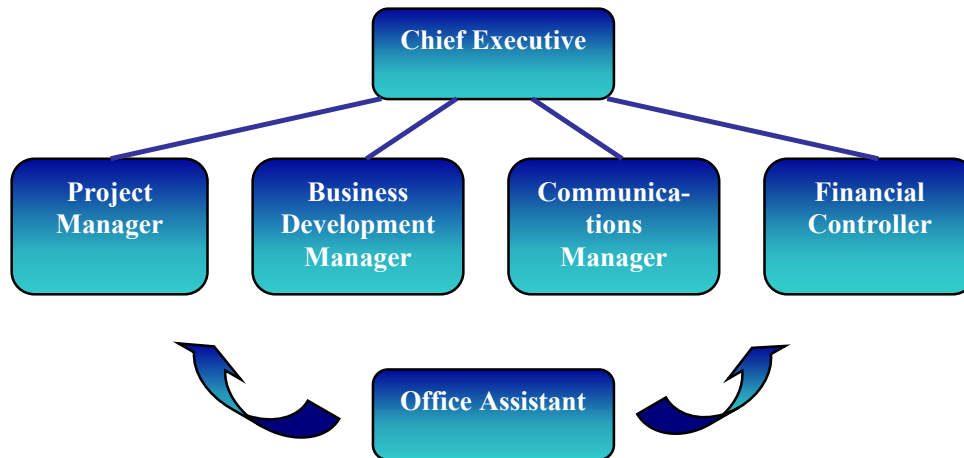 Chief Executive
Project
Manager
Business
Development
Manager
Communica-
tions
Manager
Financial
Controller
Office Assistant